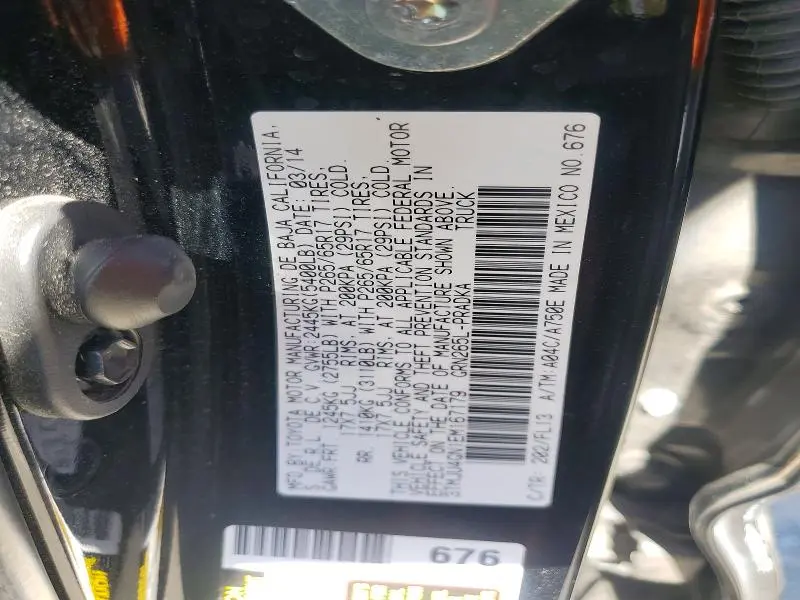 MFD.BY:TOYOTA MOTOR MANUFACTURING DE BAJA CALIFORNIA,
S. DE R.L. DE C.V. GVWR:2445KG(5400LB) DATE: 03/14
GAWR FRT 1245KG (2755LB) WITH P265/65R17 TIRES,
17X7.5JJ RIMS, AT 200KPA (29PSI) COLD.
RR 1410KG (3110LB) WITH P265/65R17 TIRES,
17X7.5JJ RIMS, AT 200KPA (29PSI) COLD.
THIS VEHICLE CONFORMS TO ALL APPLICABLE FEDERAL MOTOR
VEHICLE SAFETY AND THEFT PREVENTION STANDARDS IN
EFFECT ON THE DATE OF MANUFACTURE SHOWN ABOVE.
3TMJU4GN1EM167179 GRN265L-PRADKA TRUCK
C/TR: 202/FL13 A/TM:A04C/A750E MADE IN MEXICO NO.676
676